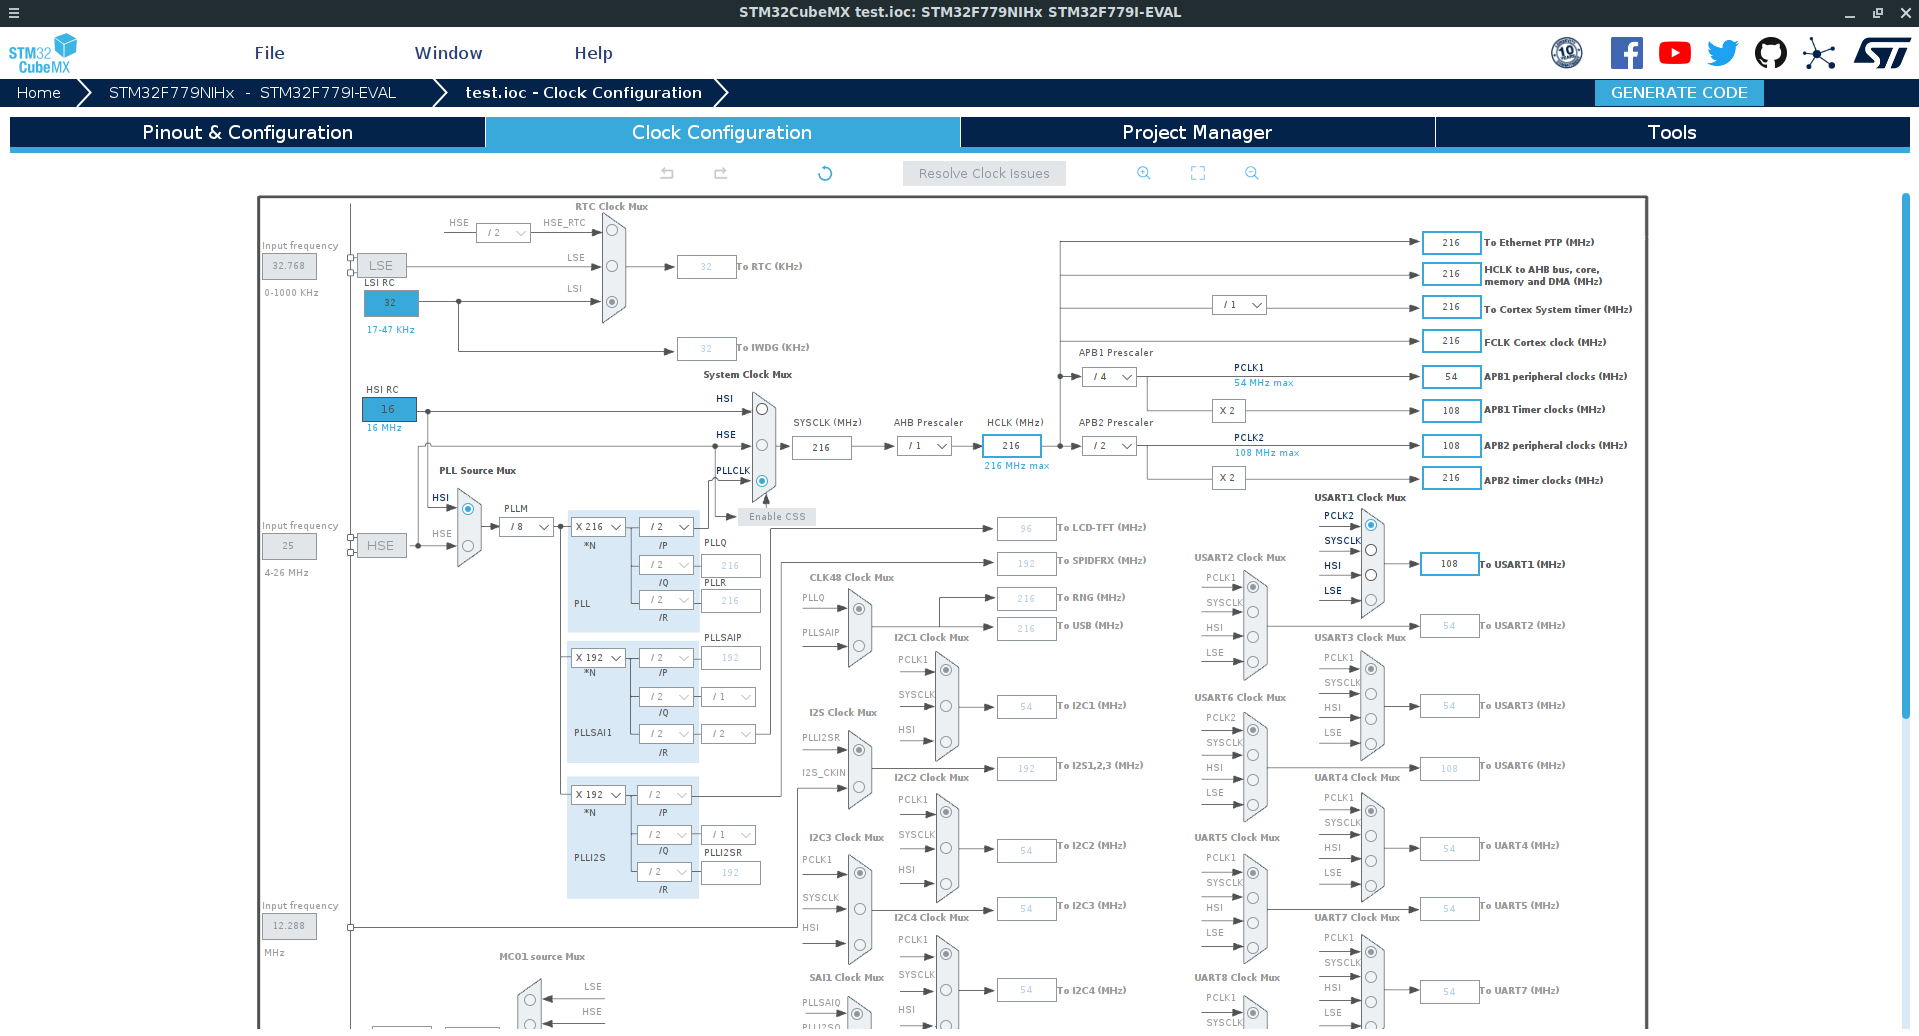 STM32CubeMX test.ioc: STM32F779NIHx STM32F779I-EVAL
STM32
CubeMX
File
Window
Help
10
Home
STM32F779NIHx - STM32F779I-EVAL
test.ioc - Clock Configuration
GENERATE CODE
Pinout & Configuration
Clock Configuration
Project Manager
Tools
Resolve Clock Issues
RTC Clock Mux
HSE
/ 2
HSE_RTC
Input frequency
32.768
0-1000 KHz
LSE
LSE
32
To RTC (KHz)
LSI RC
32
17-47 KHz
LSI
32
To IWDG (KHz)
216
To Ethernet PTP (MHz)
216
HCLK to AHB bus, core,
memory and DMA (MHz)
/ 1
216
To Cortex System timer (MHz)
216
FCLK Cortex clock (MHz)
APB1 Prescaler
/ 4
PCLK1
54 MHz max
54
APB1 peripheral clocks (MHz)
X 2
108
APB1 Timer clocks (MHz)
APB2 Prescaler
/ 2
PCLK2
108 MHz max
108
APB2 peripheral clocks (MHz)
X 2
216
APB2 timer clocks (MHz)
System Clock Mux
HSI RC
16
16 MHz
HSI
HSE
PLLCLK
Enable CSS
SYSCLK (MHz)
216
AHB Prescaler
/ 1
HCLK (MHz)
216
216 MHz max
PLL Source Mux
HSI
HSE
Input frequency
25
4-26 MHz
HSE
PLLM
/ 8
X 216
*N
/ 2
/P
PLLQ
/ 2
216
/Q
PLLR
/ 2
216
/R
PLL
PLLSAIP
X 192
*N
/ 2
192
/P
/ 2
/ 1
/Q
/ 2
/ 2
/R
PLLSAI1
X 192
*N
/ 2
/P
/ 2
/ 1
/Q
PLLI2SR
/ 2
192
/R
PLLI2S
96
To LCD-TFT (MHz)
192
To SPIDFRX (MHz)
CLK48 Clock Mux
PLLQ
PLLSAIP
216
To RNG (MHz)
216
To USB (MHz)
I2C1 Clock Mux
PCLK1
SYSCLK
HSI
54
To I2C1 (MHz)
I2S Clock Mux
PLLI2SR
I2S_CKIN
192
To I2S1,2,3 (MHz)
I2C2 Clock Mux
PCLK1
SYSCLK
HSI
54
To I2C2 (MHz)
I2C3 Clock Mux
PCLK1
SYSCLK
HSI
54
To I2C3 (MHz)
I2C4 Clock Mux
PCLK1
SYSCLK
HSI
54
To I2C4 (MHz)
SAI1 Clock Mux
PLLSAIQ
PLLI2SQ
USART1 Clock Mux
PCLK2
SYSCLK
HSI
LSE
108
To USART1 (MHz)
USART2 Clock Mux
PCLK1
SYSCLK
HSI
LSE
54
To USART2 (MHz)
USART3 Clock Mux
PCLK1
SYSCLK
HSI
LSE
54
To USART3 (MHz)
USART6 Clock Mux
PCLK2
SYSCLK
HSI
LSE
108
To USART6 (MHz)
UART4 Clock Mux
PCLK1
SYSCLK
HSI
LSE
54
To UART4 (MHz)
UART5 Clock Mux
PCLK1
SYSCLK
HSI
LSE
54
To UART5 (MHz)
UART7 Clock Mux
PCLK1
SYSCLK
HSI
LSE
54
To UART7 (MHz)
UART8 Clock Mux
PCLK1
SYSCLK
Input frequency
12.288
MHz
MCO1 source Mux
LSE
HSE